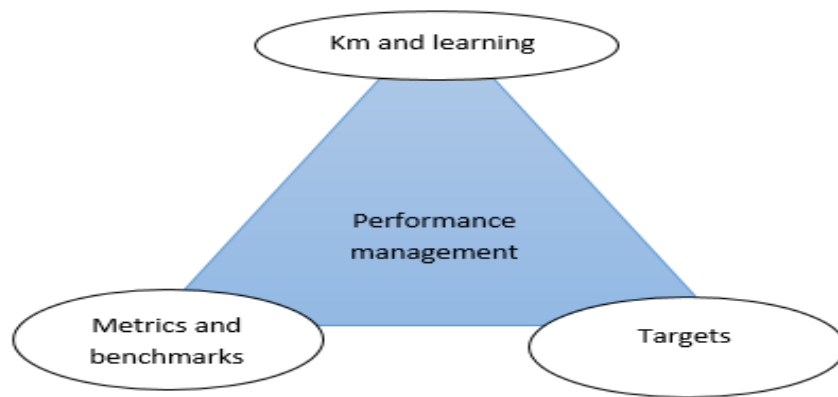 Km and learning
Performance
management
Metrics and
benchmarks
Targets